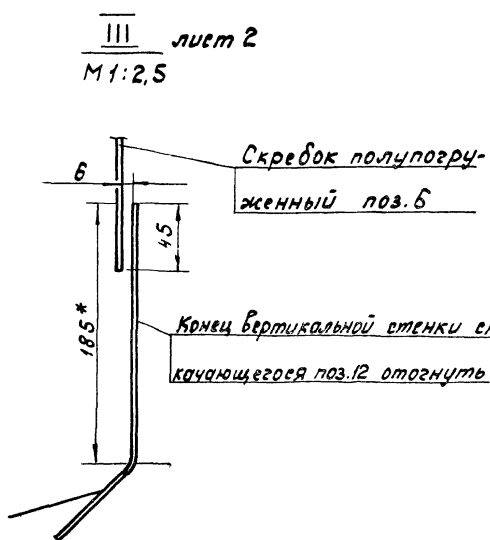 III лист 2
М 1:2,5
Скребок полупогру-
женный поз.6
6
45
185*
Конец вертикальной стенки
качающегося поз.12 отогнуть